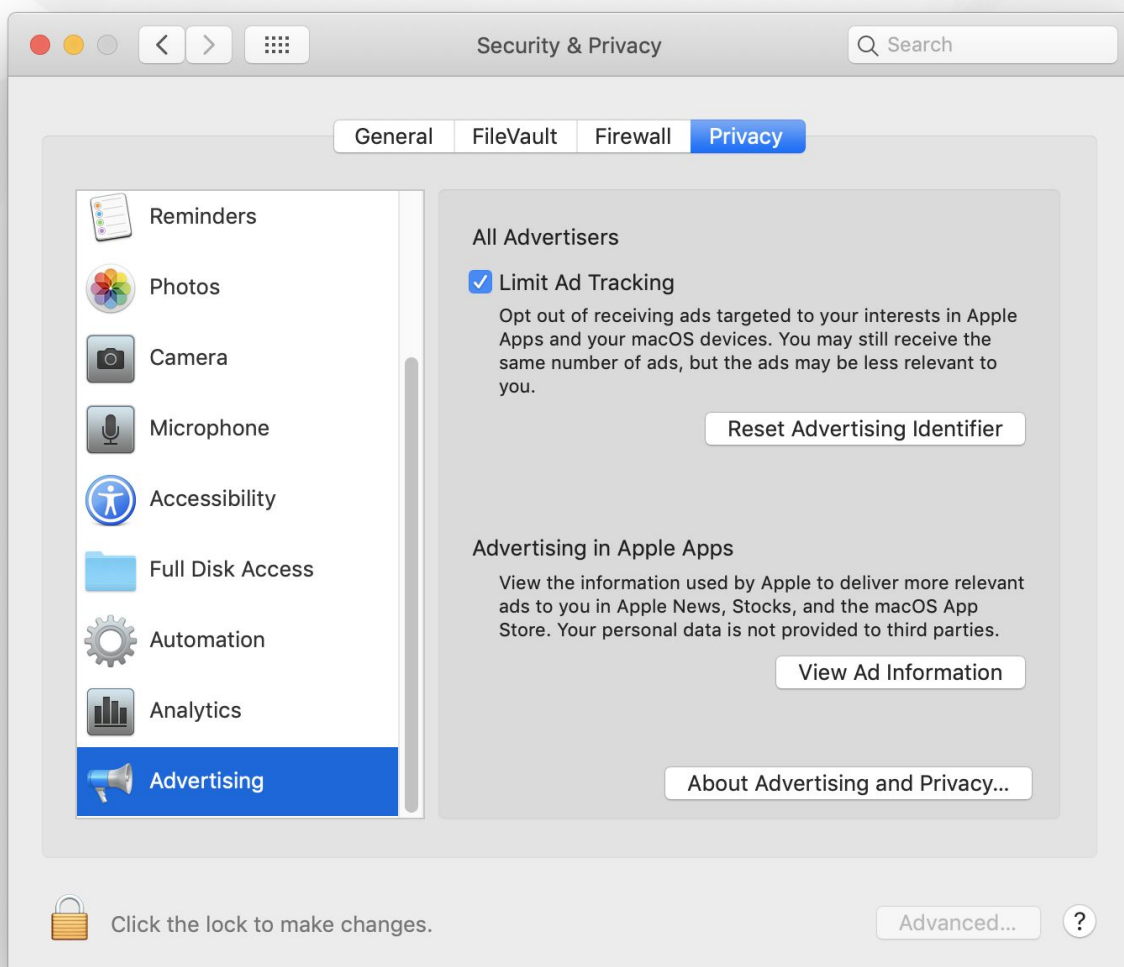 Security & Privacy
Search
General
FileVault
Firewall
Privacy
Reminders
Photos
Camera
Microphone
Accessibility
Full Disk Access
Automation
Analytics
Advertising
All Advertisers
Limit Ad Tracking
Opt out of receiving ads targeted to your interests in Apple
Apps and your macOS devices. You may still receive the
same number of ads, but the ads may be less relevant to
you.
Reset Advertising Identifier
Advertising in Apple Apps
View the information used by Apple to deliver more relevant
ads to you in Apple News, Stocks, and the macOS App
Store. Your personal data is not provided to third parties.
View Ad Information
About Advertising and Privacy...
Click the lock to make changes.
Advanced...
?